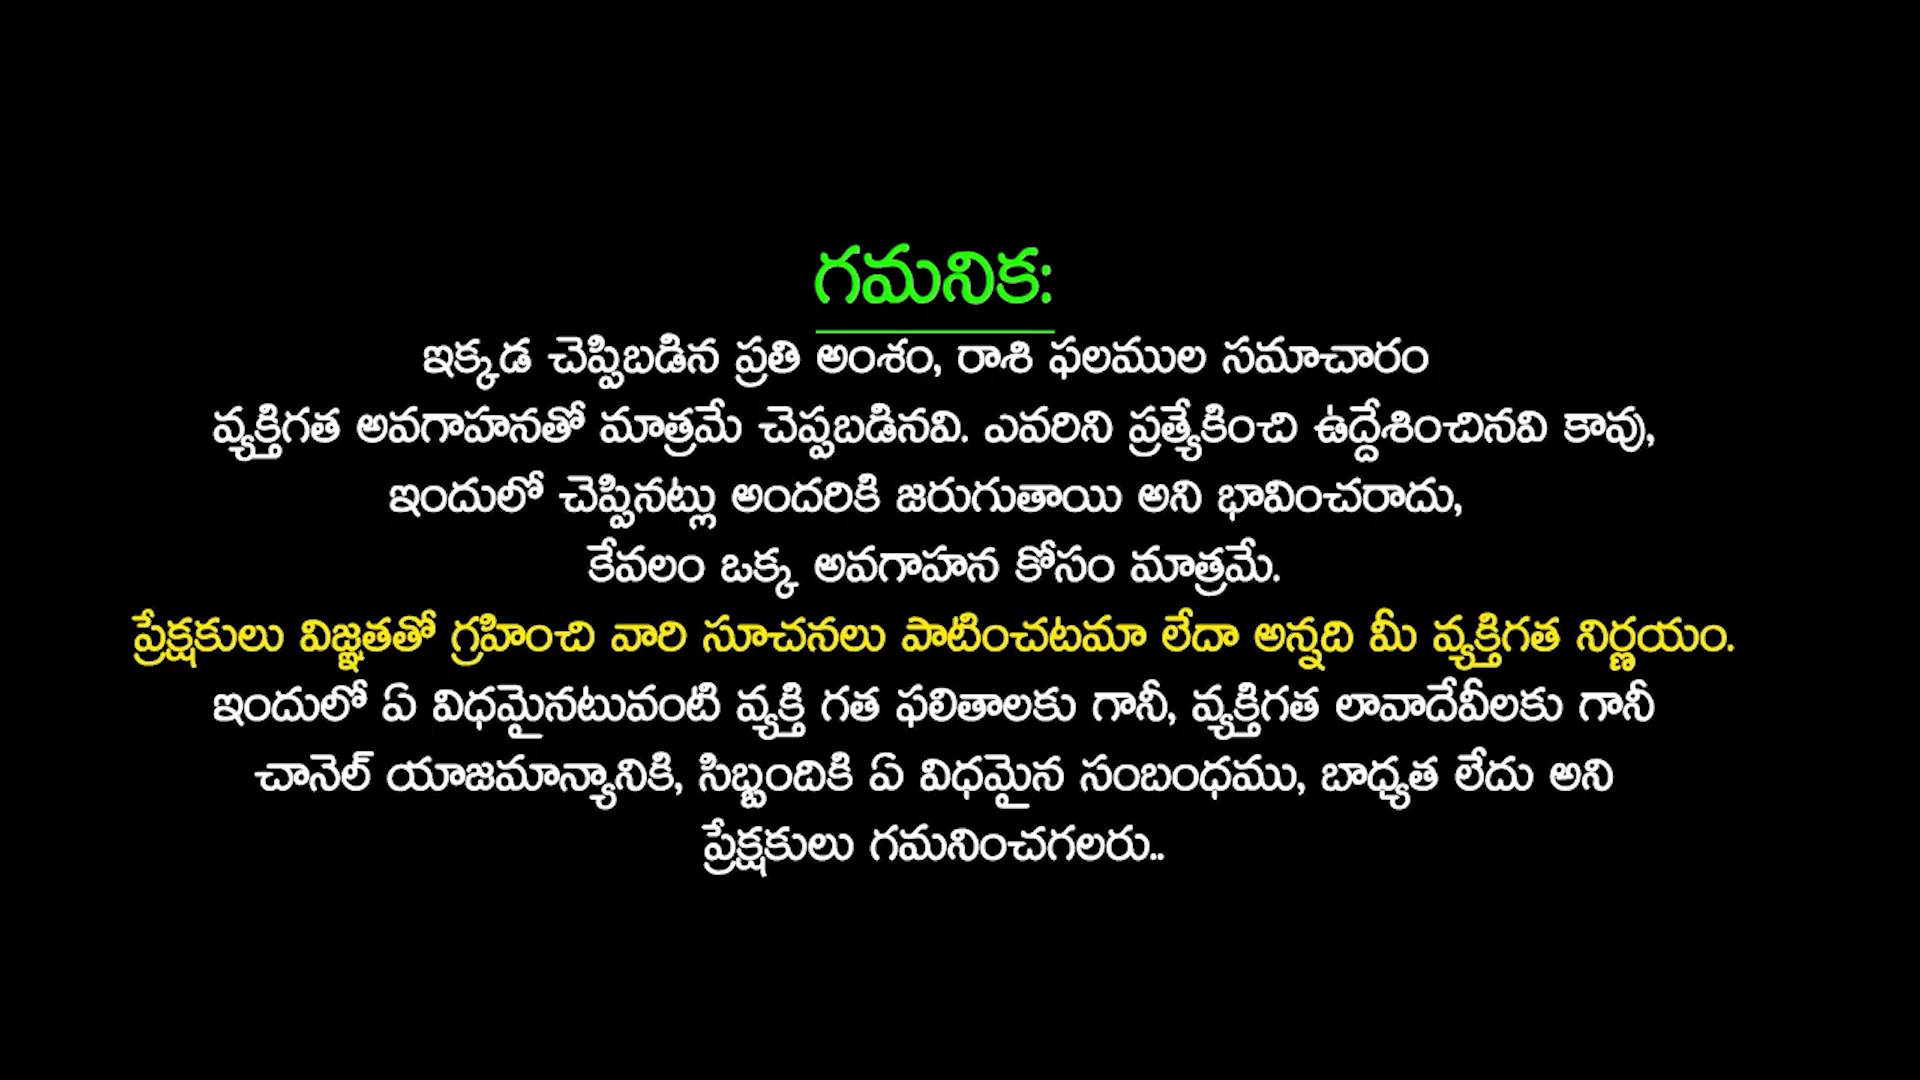 గమనిక:
ఇక్కడ చెప్పిబడిన ప్రతి అంశం, రాశి ఫలముల సమాచారం
వ్యక్తిగత అవగాహనతో మాత్రమే చెప్పబడినవి. ఎవరిని ప్రత్యేకించి ఉద్దేశించినవి కావు,
ఇందులో చెప్పినట్లు అందరికి జరుగుతాయి అని భావించరాదు,
కేవలం ఒక్క అవగాహన కోసం మాత్రమే.
ప్రేక్షకులు విజ్ఞతతో గ్రహించి వారి సూచనలు పాటించటమా లేదా అన్నది మీ వ్యక్తిగత నిర్ణయం.
ఇందులో ఏ విధమైనటువంటి వ్యక్తి గత ఫలితాలకు గానీ, వ్యక్తిగత లావాదేవీలకు గానీ
చానెల్ యాజమాన్యానికి, సిబ్బందికి ఏ విధమైన సంబంధము, బాధ్యత లేదు అని
ప్రేక్షకులు గమనించగలరు..